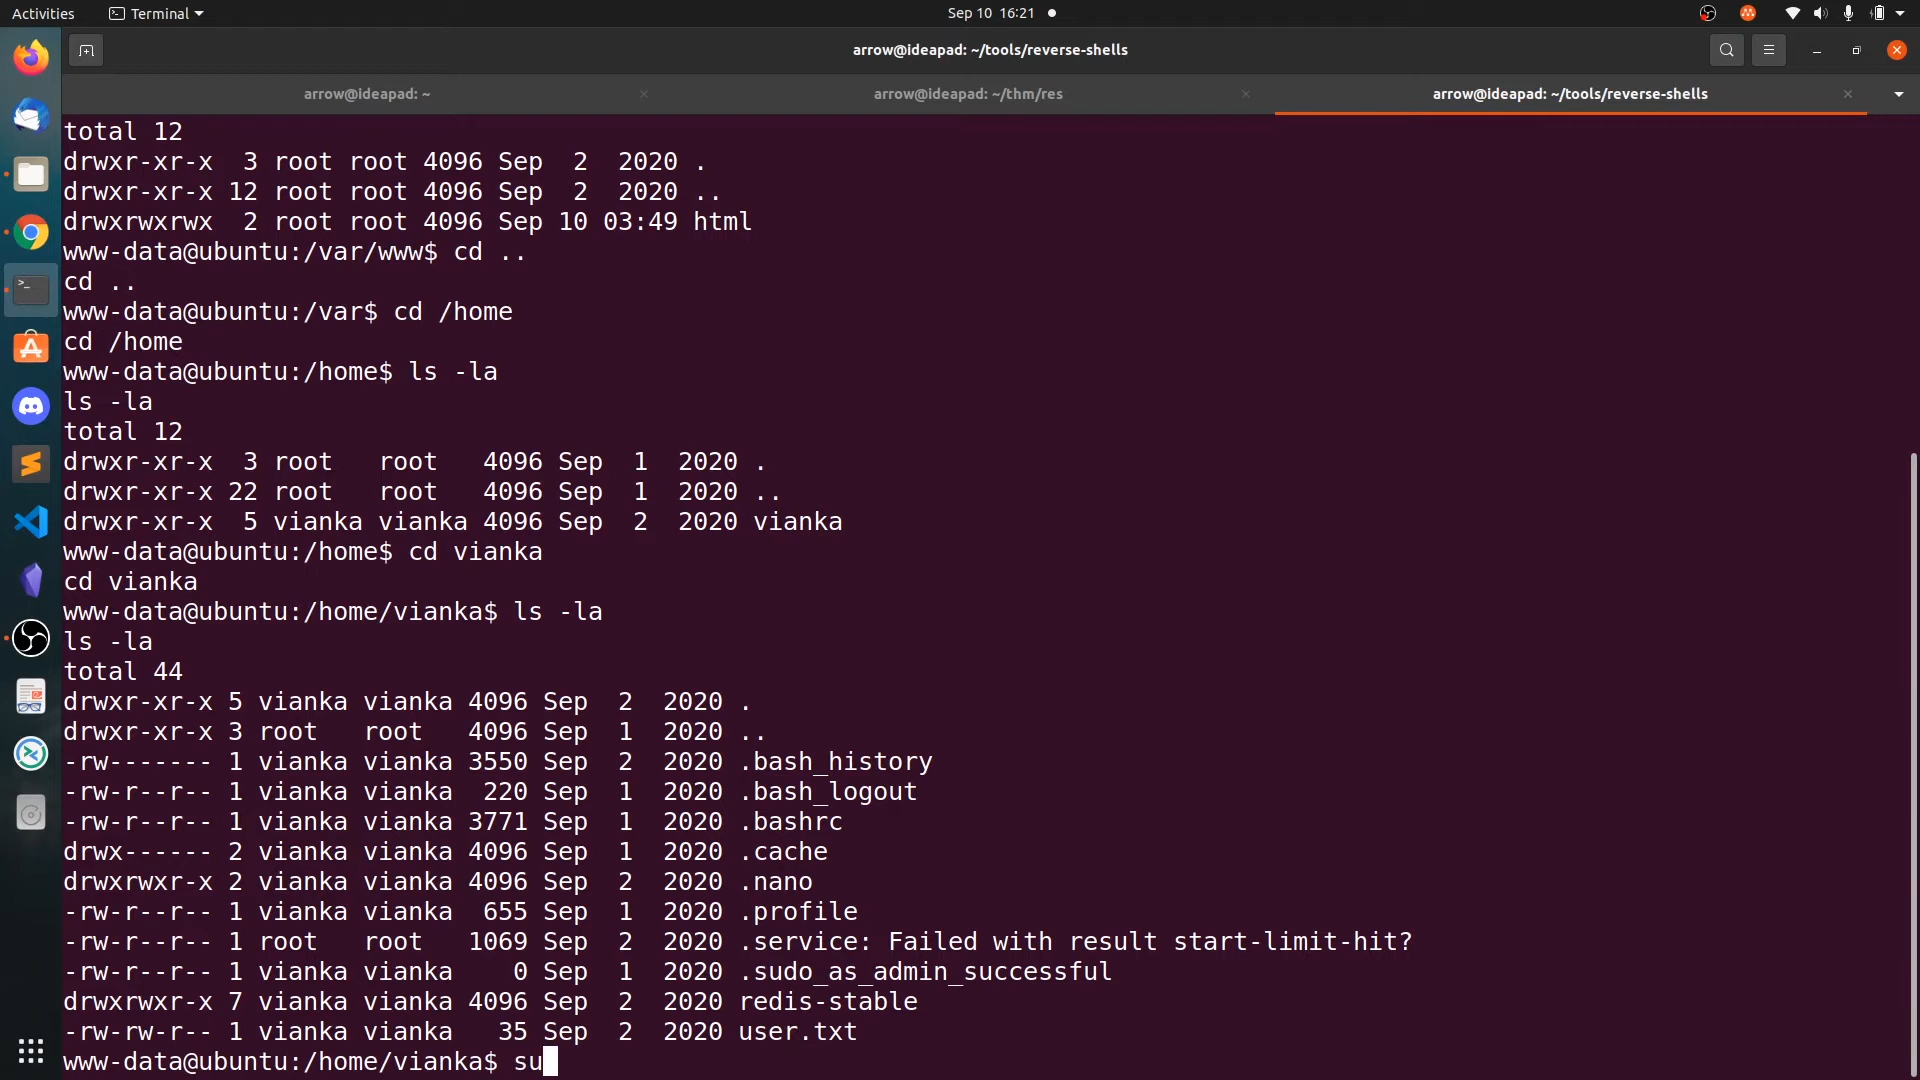 Activities Terminal Sep 10 16:21
arrow@ideapad: ~/tools/reverse-shells
arrow@ideapad: ~ arrow@ideapad: ~/thm/res arrow@ideapad: ~/tools/reverse-shells
total 12
drwxr-xr-x  3 root root 4096 Sep  2  2020 .
drwxr-xr-x 12 root root 4096 Sep  2  2020 ..
drwxrwxrwx  2 root root 4096 Sep 10 03:49 html
www-data@ubuntu:/var/www$ cd ..
cd ..
www-data@ubuntu:/var$ cd /home
cd /home
www-data@ubuntu:/home$ ls -la
ls -la
total 12
drwxr-xr-x  3 root   root   4096 Sep  1  2020 .
drwxr-xr-x 22 root   root   4096 Sep  1  2020 ..
drwxr-xr-x  5 vianka vianka 4096 Sep  2  2020 vianka
www-data@ubuntu:/home$ cd vianka
cd vianka
www-data@ubuntu:/home/vianka$ ls -la
ls -la
total 44
drwxr-xr-x 5 vianka vianka 4096 Sep  2  2020 .
drwxr-xr-x 3 root   root   4096 Sep  1  2020 ..
-rw------- 1 vianka vianka 3550 Sep  2  2020 .bash_history
-rw-r--r-- 1 vianka vianka  220 Sep  1  2020 .bash_logout
-rw-r--r-- 1 vianka vianka 3771 Sep  1  2020 .bashrc
drwx------ 2 vianka vianka 4096 Sep  1  2020 .cache
drwxrwxr-x 2 vianka vianka 4096 Sep  2  2020 .nano
-rw-r--r-- 1 vianka vianka  655 Sep  1  2020 .profile
-rw-r--r-- 1 root   root   1069 Sep  2  2020 .service: Failed with result start-limit-hit?
-rw-r--r-- 1 vianka vianka    0 Sep  1  2020 .sudo_as_admin_successful
drwxrwxr-x 7 vianka vianka 4096 Sep  2  2020 redis-stable
-rw-rw-r-- 1 vianka vianka   35 Sep  2  2020 user.txt
www-data@ubuntu:/home/vianka$ su